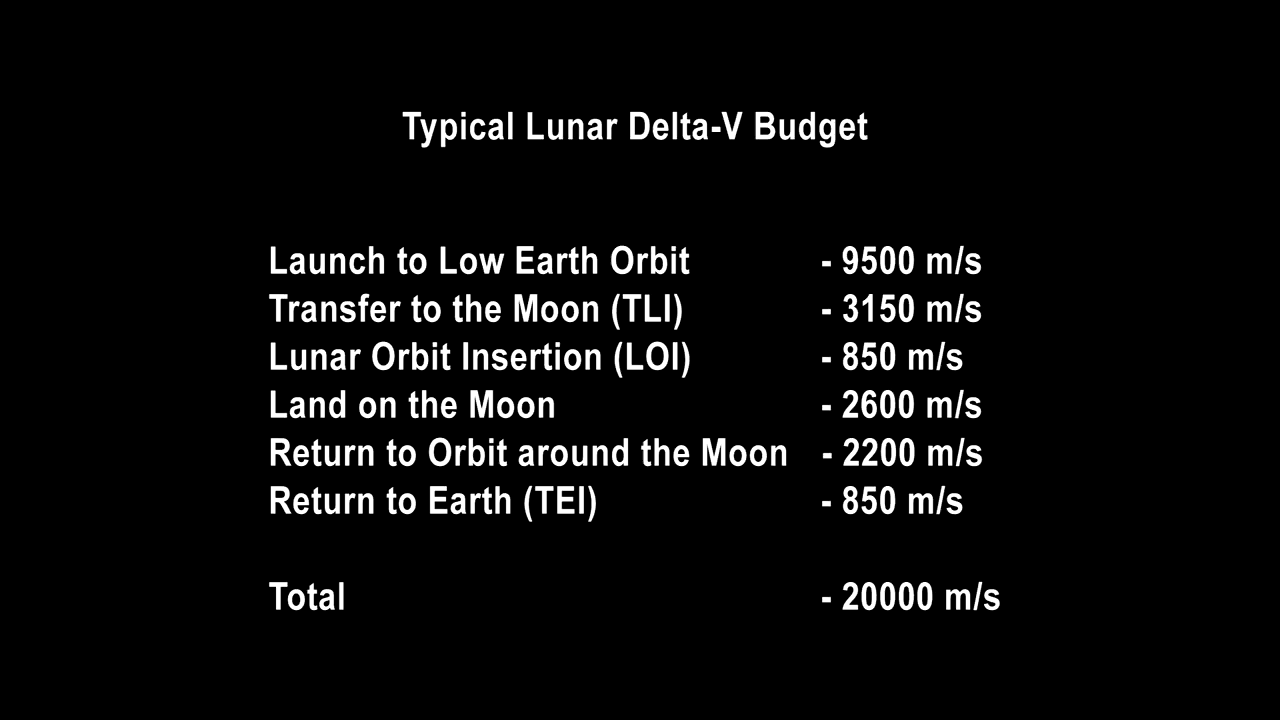 Typical Lunar Delta-V Budget
Launch to Low Earth Orbit - 9500 m/s
Transfer to the Moon (TLI) - 3150 m/s
Lunar Orbit Insertion (LOI) - 850 m/s
Land on the Moon - 2600 m/s
Return to Orbit around the Moon - 2200 m/s
Return to Earth (TEI) - 850 m/s
Total - 20000 m/s